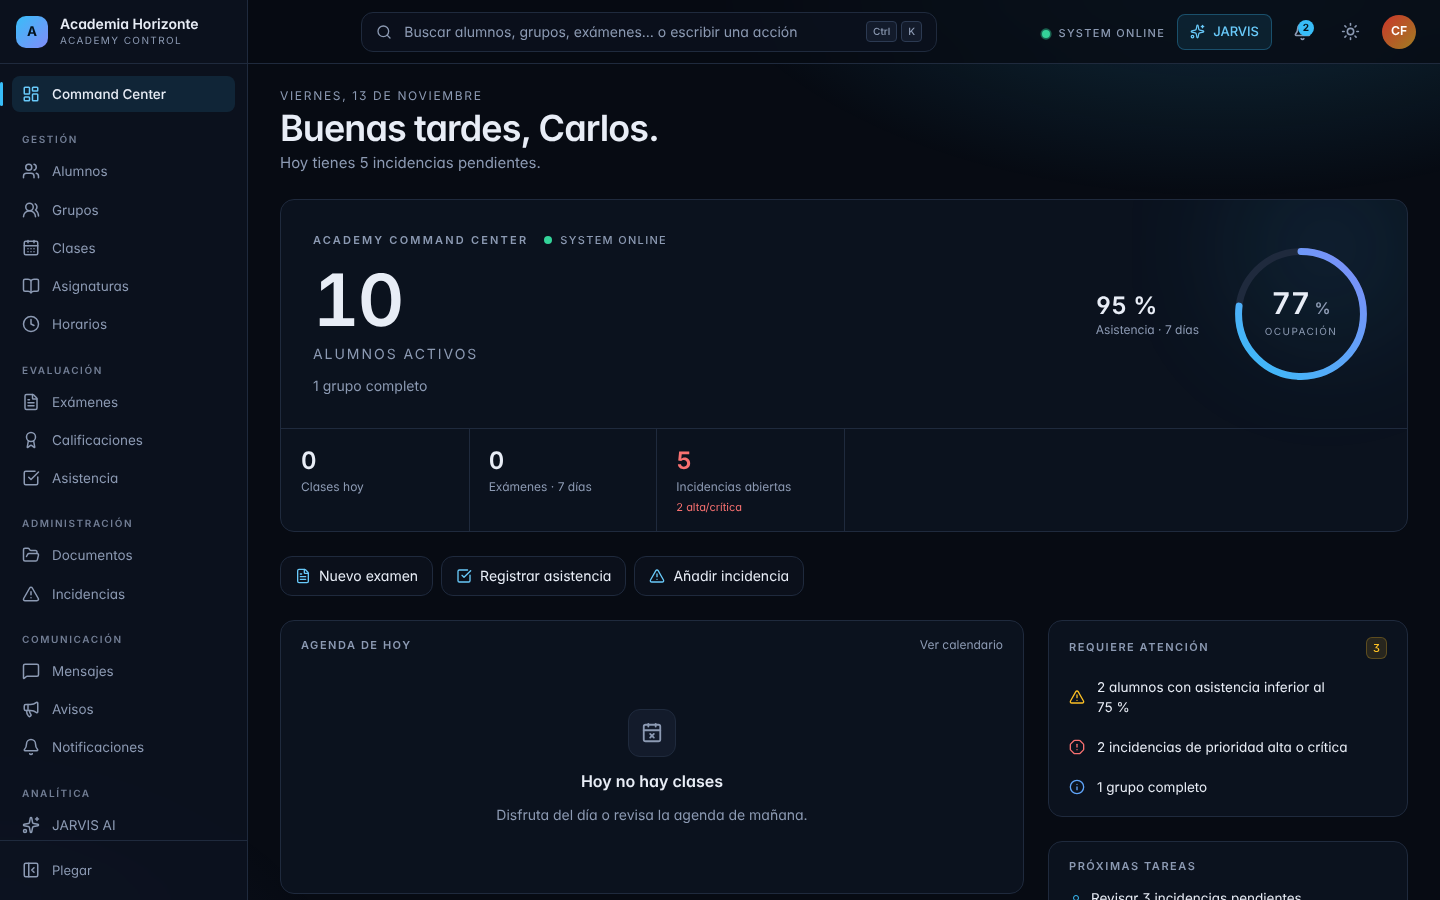 A
Academia Horizonte
ACADEMY CONTROL
Buscar alumnos, grupos, exámenes... o escribir una acción
Ctrl K
SYSTEM ONLINE
JARVIS
2
CF
Command Center
GESTIÓN
Alumnos
Grupos
Clases
Asignaturas
Horarios
EVALUACIÓN
Exámenes
Calificaciones
Asistencia
ADMINISTRACIÓN
Documentos
Incidencias
COMUNICACIÓN
Mensajes
Avisos
Notificaciones
ANALÍTICA
JARVIS AI
Plegar
VIERNES, 13 DE NOVIEMBRE
Buenas tardes, Carlos.
Hoy tienes 5 incidencias pendientes.
ACADEMY COMMAND CENTER
SYSTEM ONLINE
10
ALUMNOS ACTIVOS
1 grupo completo
95 %
Asistencia · 7 días
77 %
OCUPACIÓN
0
Clases hoy
0
Exámenes · 7 días
5
Incidencias abiertas
2 alta/crítica
Nuevo examen
Registrar asistencia
Añadir incidencia
AGENDA DE HOY
Ver calendario
Hoy no hay clases
Disfruta del día o revisa la agenda de mañana.
REQUIERE ATENCIÓN
3
2 alumnos con asistencia inferior al
75 %
2 incidencias de prioridad alta o crítica
1 grupo completo
PRÓXIMAS TAREAS
Revisar 3 incidencias pendientes